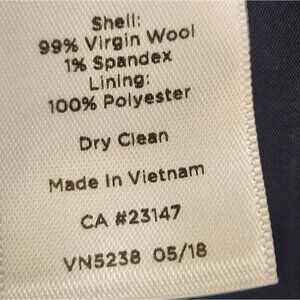 Shell:
99% Virgin Wool
1% Spandex
Lining:
100% Polyester
Dry Clean
Made In Vietnam
CA #23147
VN5238 05/18